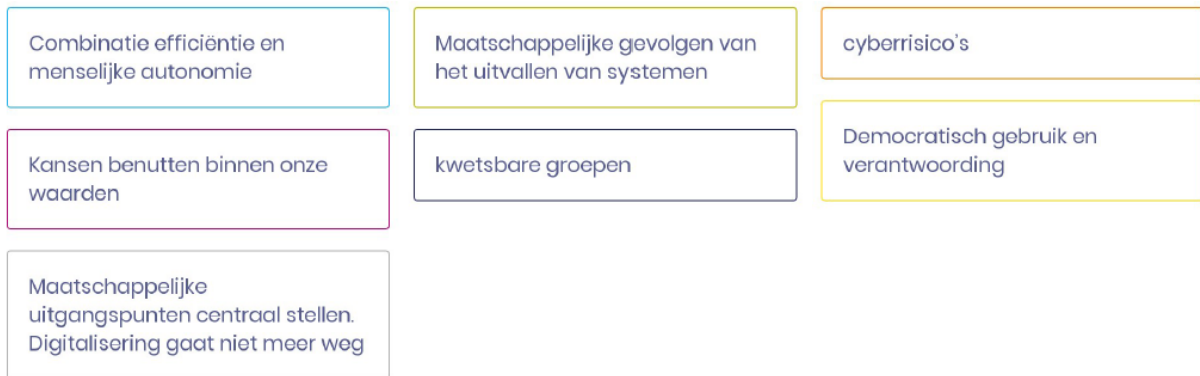 Combinatie efficiëntie en
menselijke autonomie
Maatschappelijke gevolgen van
het uitvallen van systemen
cyberrisico's
Kansen benutten binnen onze
waarden
kwetsbare groepen
Democratisch gebruik en
verantwoording
Maatschappelijke
uitgangspunten centraal stellen.
Digitalisering gaat niet meer weg